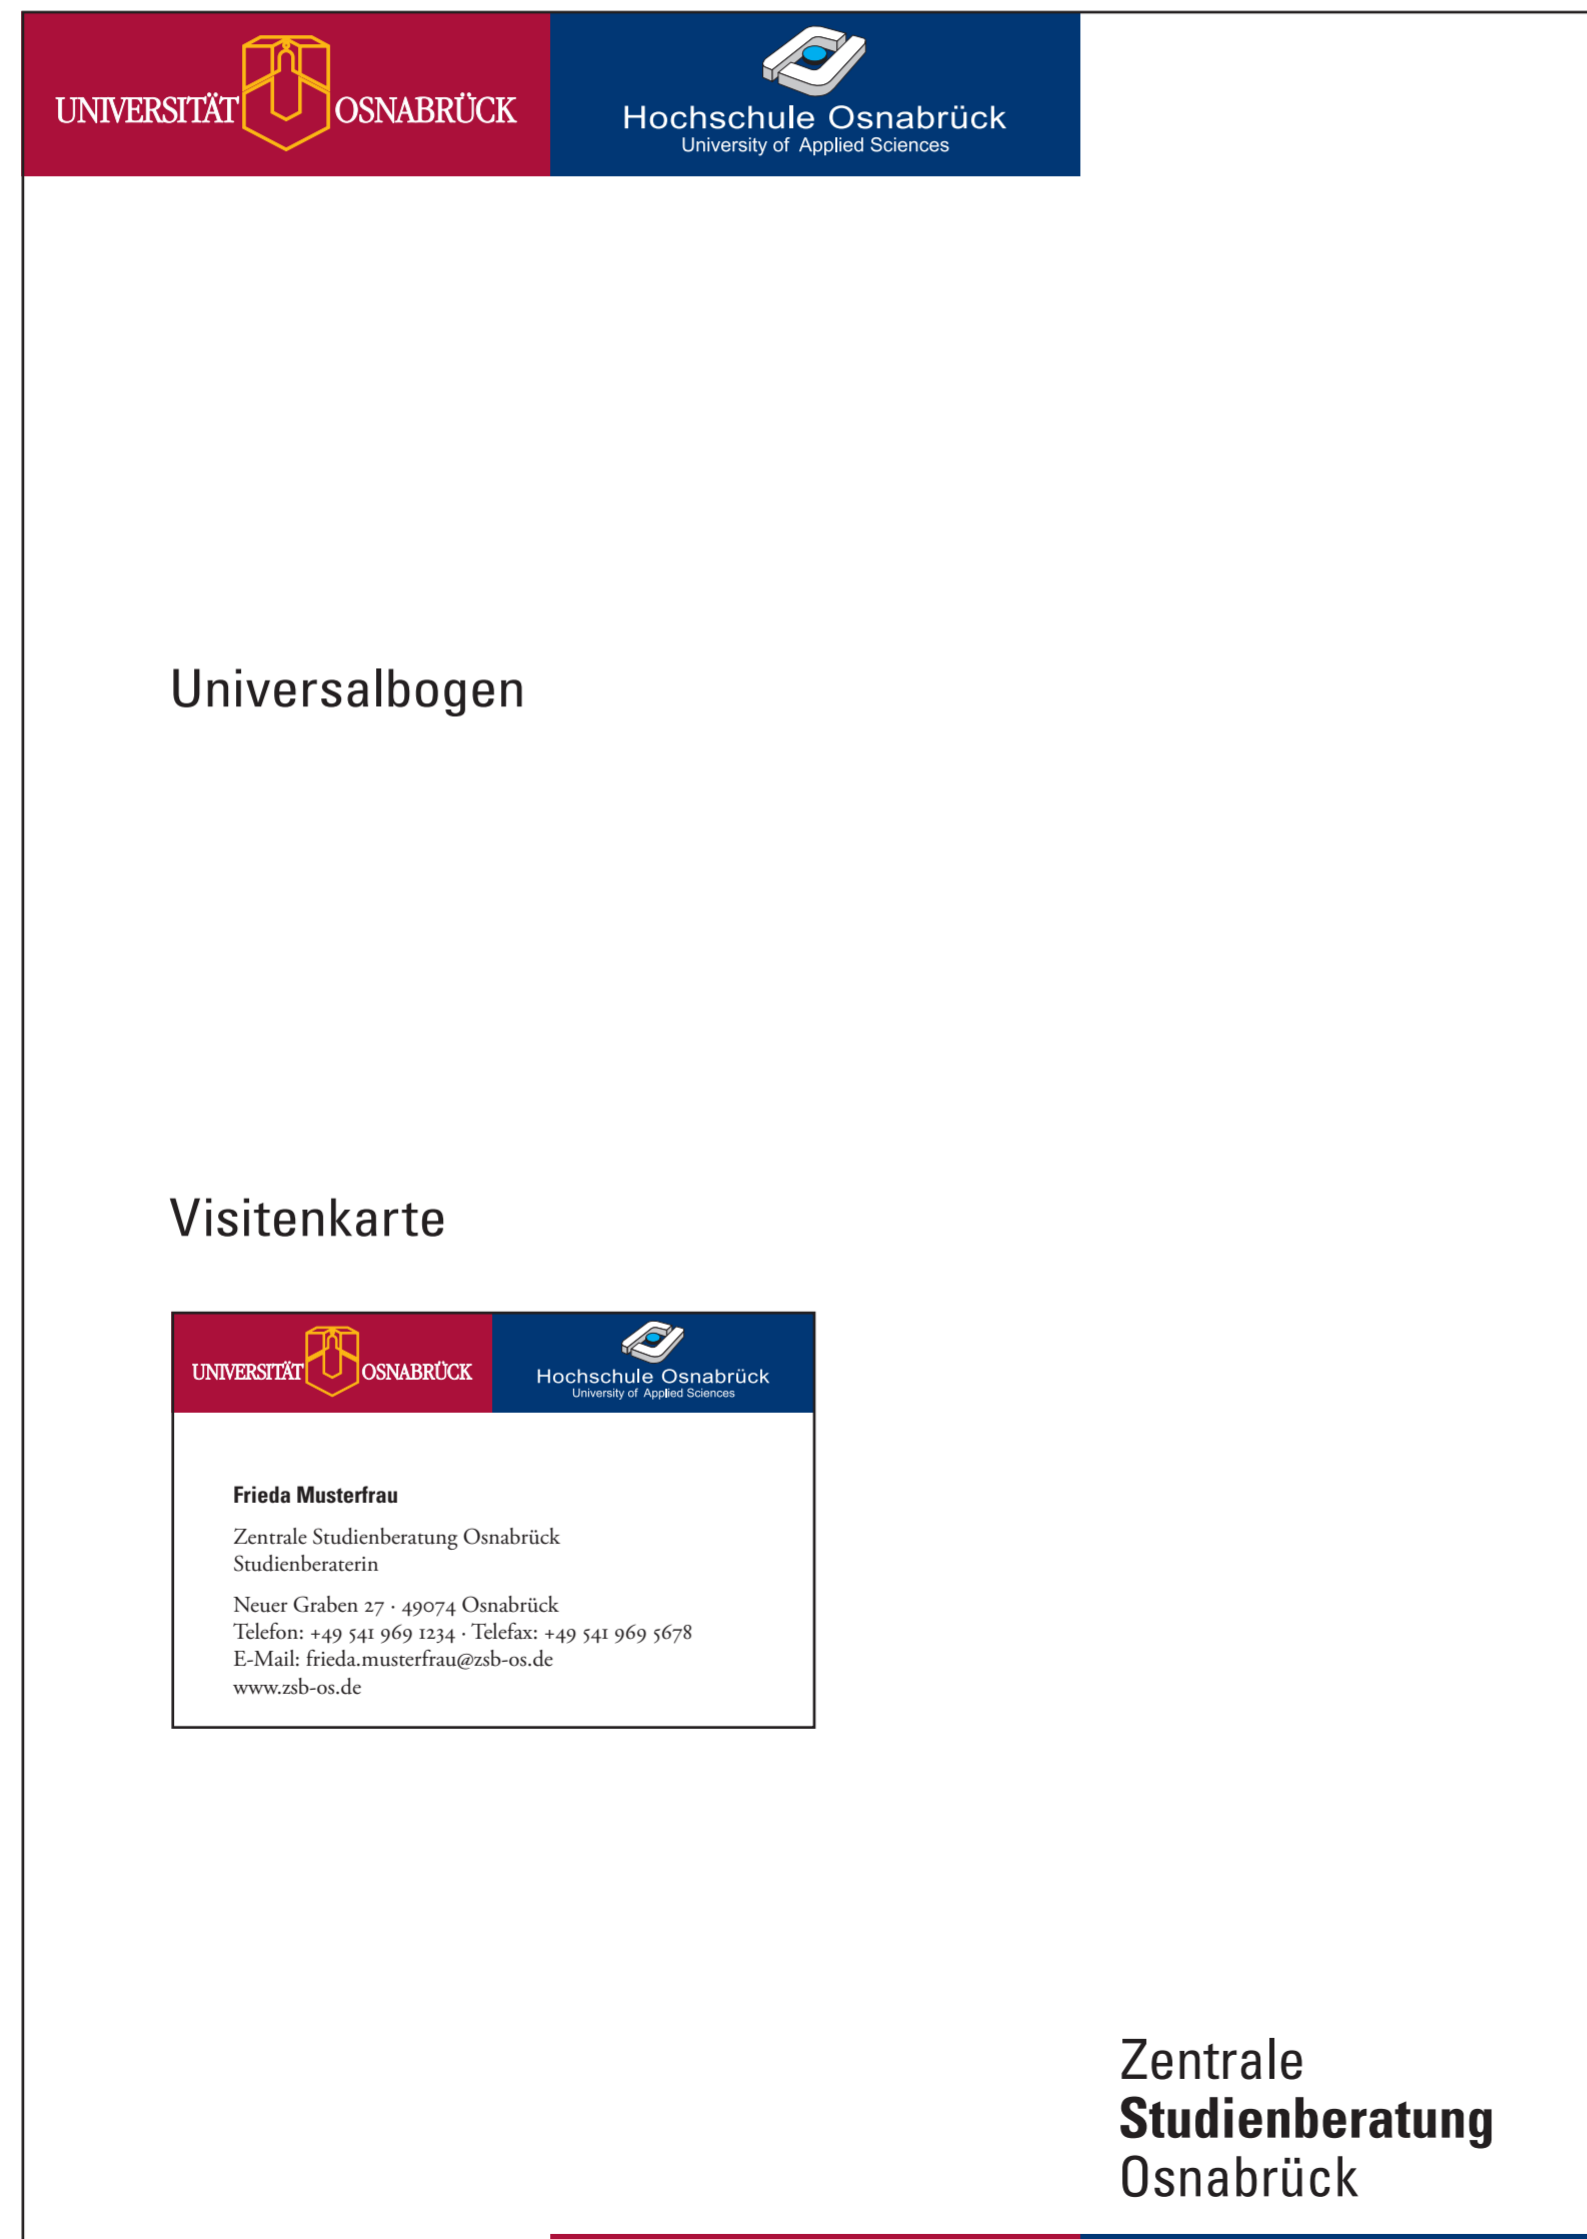 UNIVERSITÄT OSNABRÜCK
Hochschule Osnabrück
University of Applied Sciences
Universalbogen
Visitenkarte
UNIVERSITÄT OSNABRÜCK
Hochschule Osnabrück
University of Applied Sciences
Frieda Musterfrau
Zentrale Studienberatung Osnabrück
Studienberaterin
Neuer Graben 27 · 49074 Osnabrück
Telefon: +49 541 969 1234 · Telefax: +49 541 969 5678
E-Mail: frieda.musterfrau@zsb-os.de
www.zsb-os.de
Zentrale
Studienberatung
Osnabrück